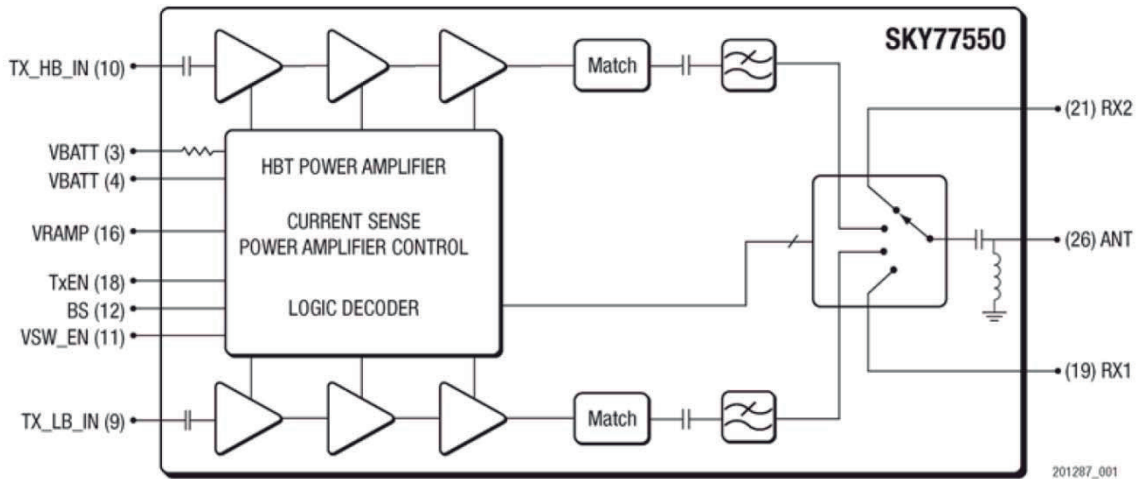 SKY77550
TX_HB_IN (10)
Match
(21) RX2
VBATT (3)
HBT POWER AMPLIFIER
VBATT (4)
CURRENT SENSE
VRAMP (16)
POWER AMPLIFIER CONTROL
(26) ANT
TxEN (18)
BS (12)
LOGIC DECODER
VSW_EN (11)
(19) RX1
TX_LB_IN (9)
Match
201287_001